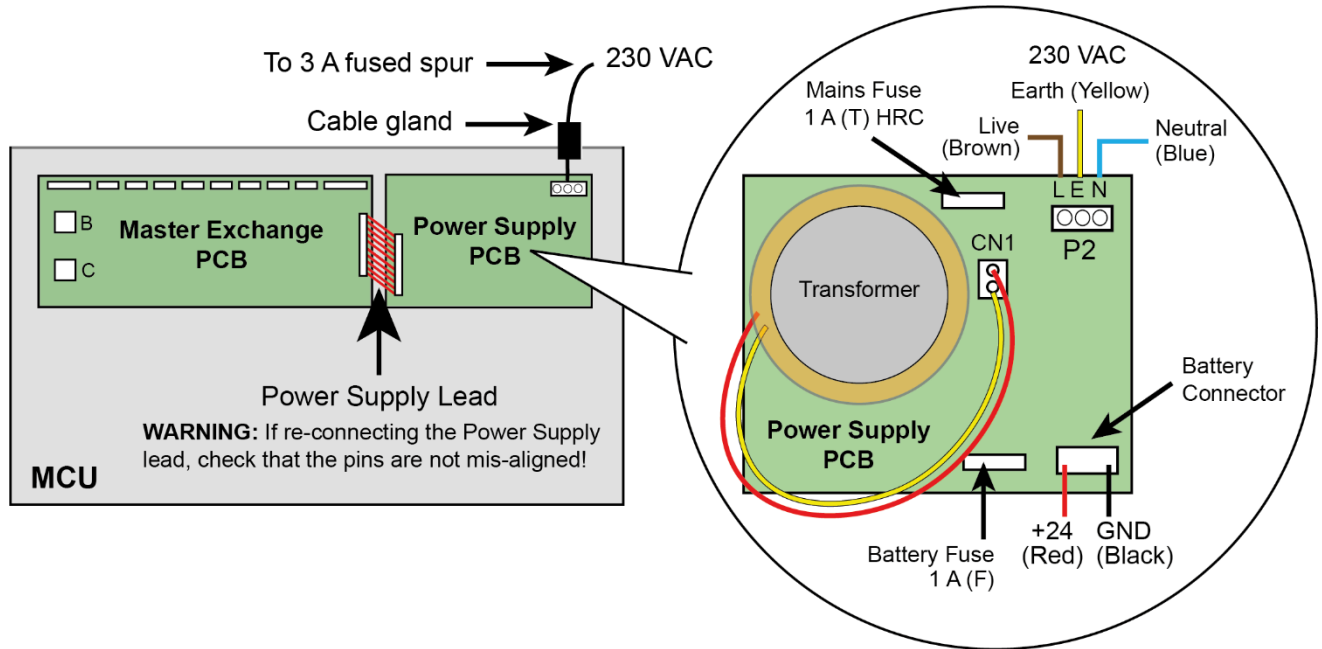 To 3 A fused spur
230 VAC
Cable gland
B
C
Master Exchange
PCB
Power Supply
PCB
Power Supply Lead
WARNING: If re-connecting the Power Supply
lead, check that the pins are not mis-aligned!
MCU
230 VAC
Mains Fuse
1 A (T) HRC
Earth (Yellow)
Live
(Brown)
Neutral
(Blue)
L E N
P2
CN1
Transformer
Battery
Connector
Power Supply
PCB
Battery Fuse
1 A (F)
+24
(Red)
GND
(Black)